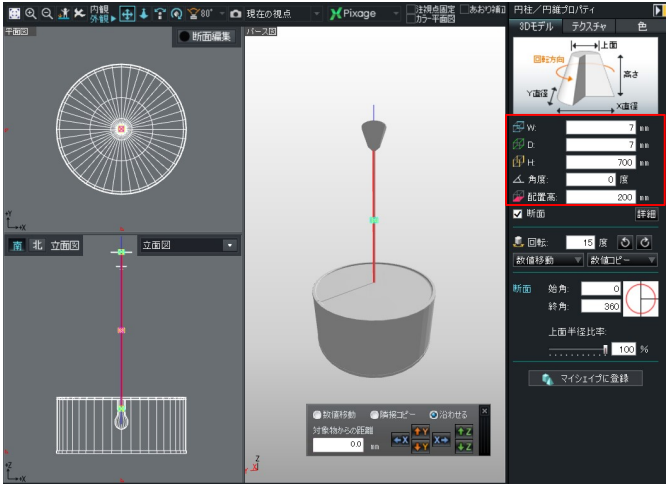 内観
外観
80°
現在の視点
Pixage
注視点固定
あおり補正
カラー平面図
円柱／円錐プロパティ
平面図
断面編集
+Y
+X
南 北 立面図
立面図
+Z
+X
パース図
数値移動 隣接コピー 沿わせる
対象物からの距離
0.0 mm
←X ↑Y X→ ↑Z
↓Y ↓Z
Z
Y X
3Dモデル テクスチャ 色
上面
回転方向
高さ
Y直径
X直径
W: 7 mm
D: 7 mm
H: 700 mm
角度: 0 度
配置高: 200 mm
断面 詳細
回転: 15 度
数値移動 数値コピー
断面 始角: 0
終角: 360
上面半径比率:
100 %
マイシェイプに登録